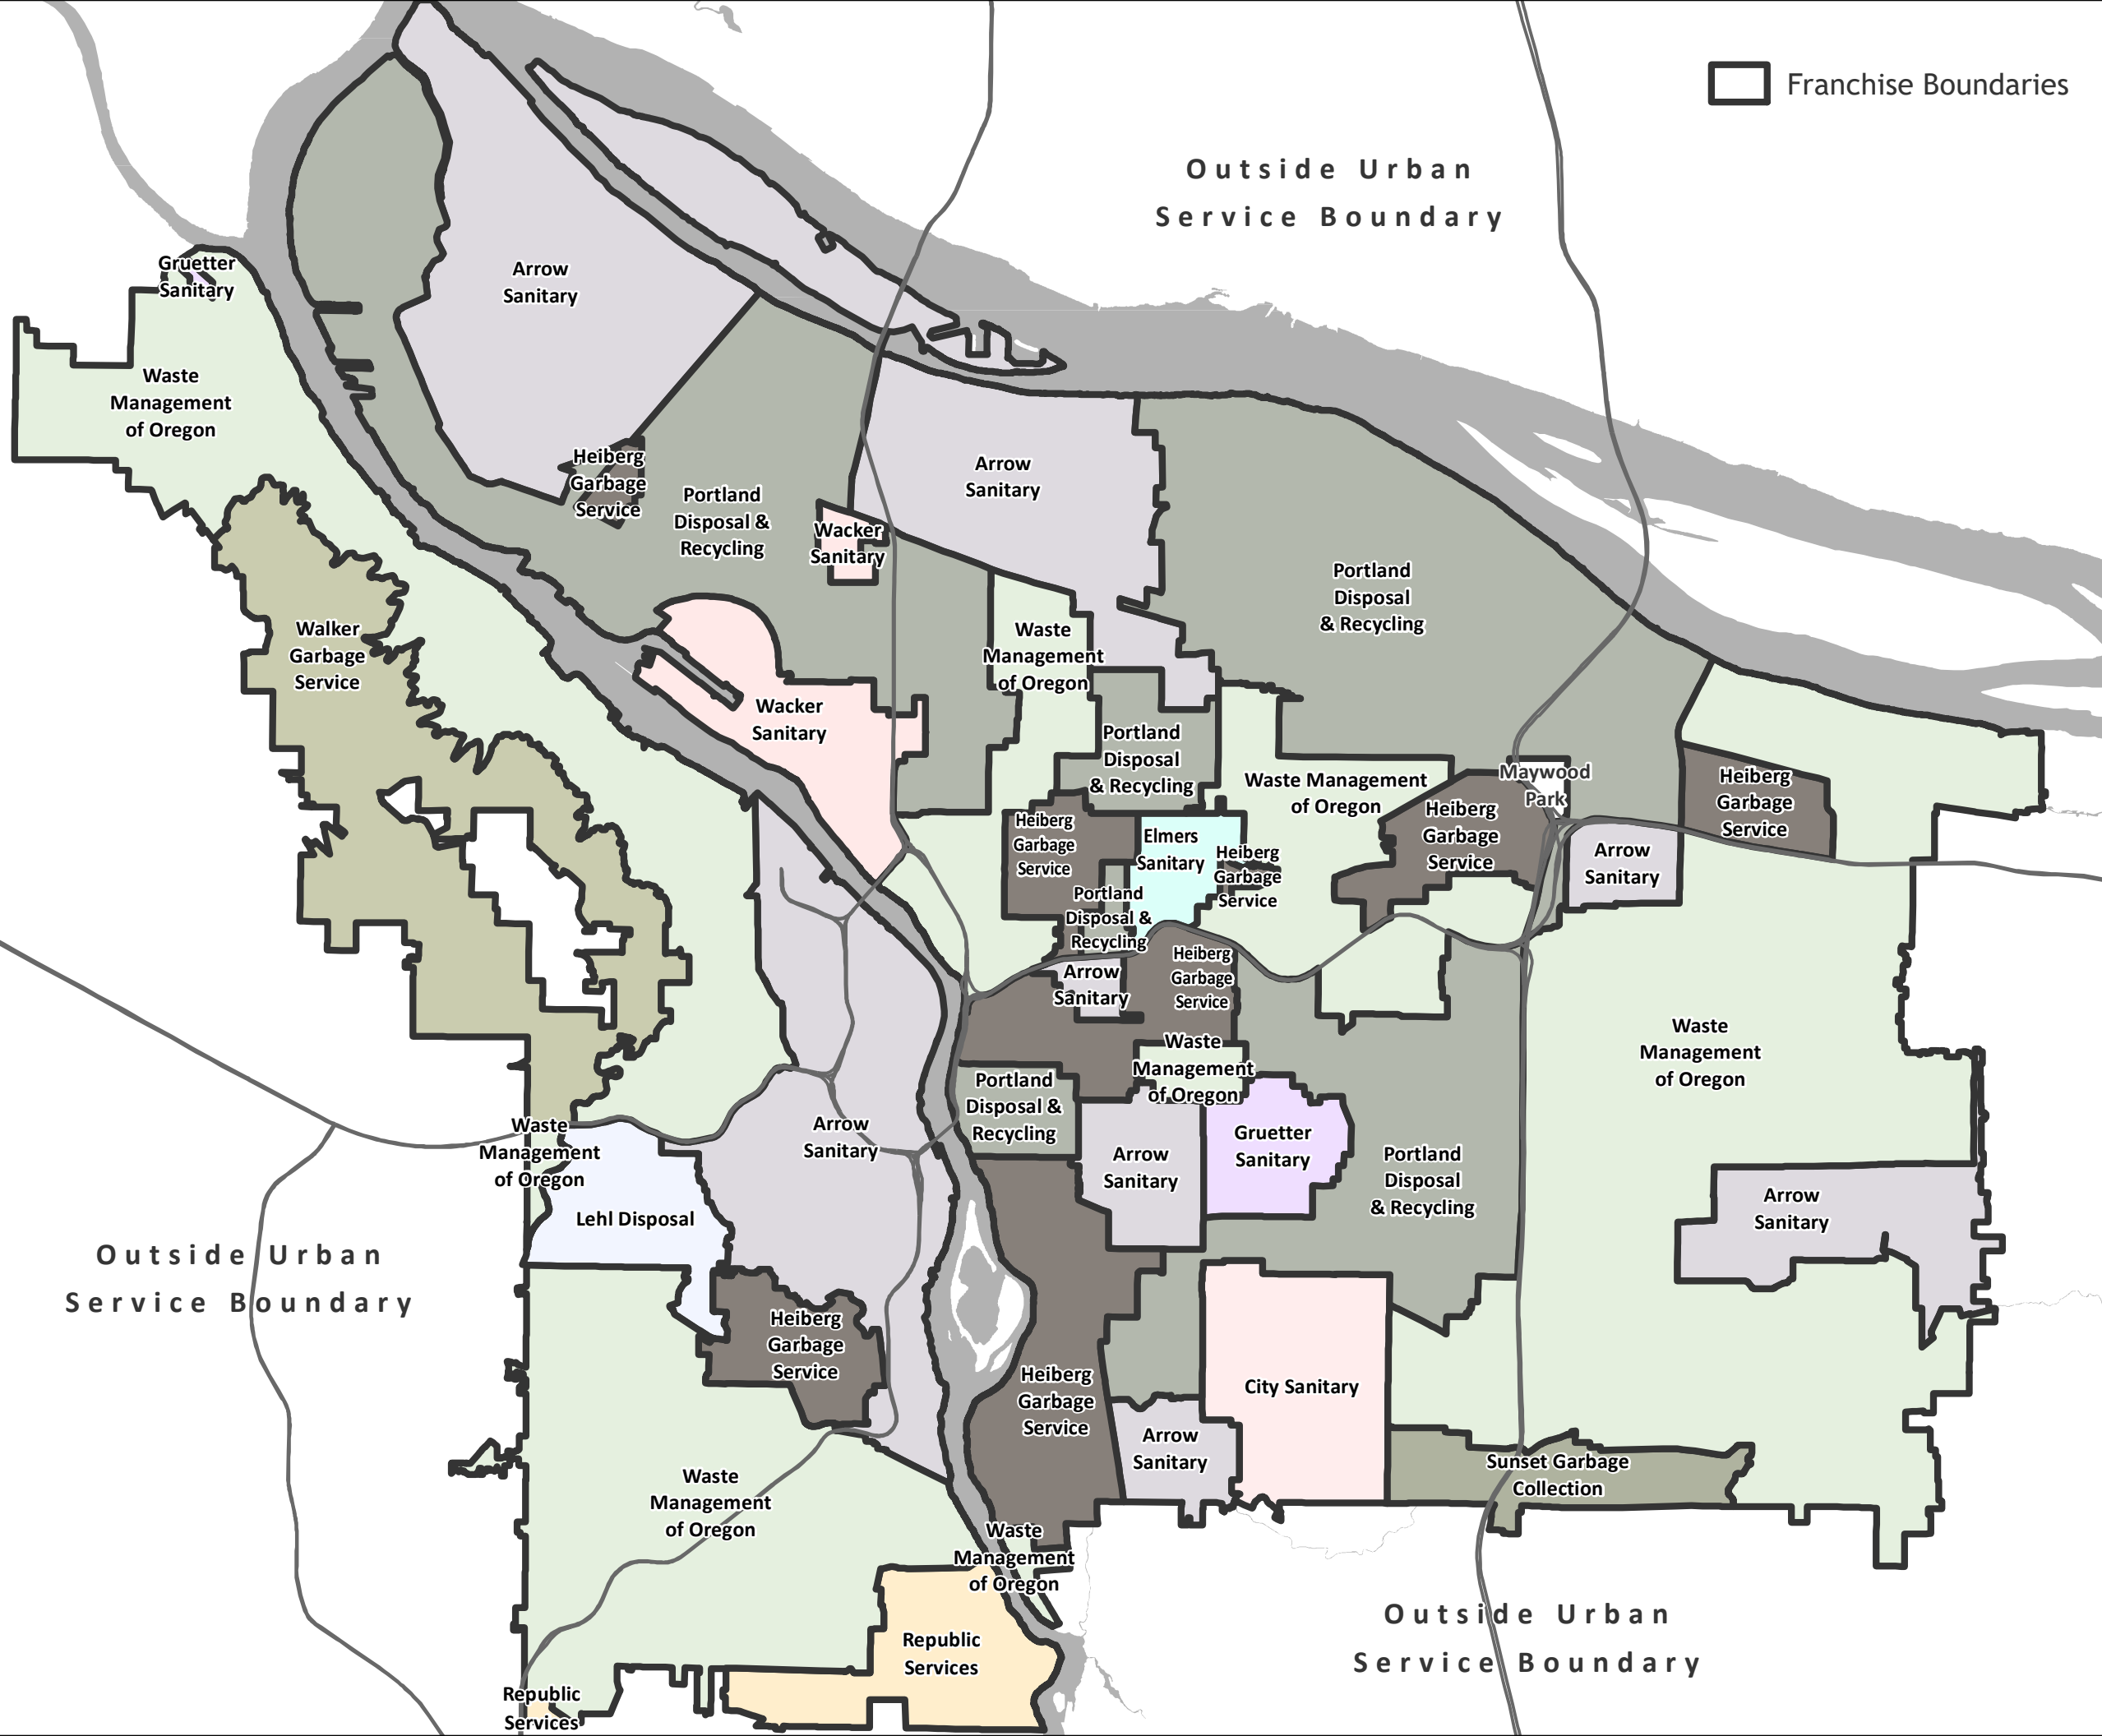 Franchise Boundaries
Outside Urban
Service Boundary
Gruetter
Sanitary
Arrow
Sanitary
Waste
Management
of Oregon
Heiberg
Garbage
Service
Portland
Disposal &
Recycling
Arrow
Sanitary
Wacker
Sanitary
Portland
Disposal
& Recycling
Walker
Garbage
Service
Waste
Management
of Oregon
Wacker
Sanitary
Portland
Disposal
& Recycling
Waste Management
of Oregon
Maywood
Park
Heiberg
Garbage
Service
Heiberg
Garbage
Service
Heiberg
Garbage
Service
Elmers
Sanitary
Heiberg
Garbage
Service
Arrow
Sanitary
Portland
Disposal &
Recycling
Heiberg
Garbage
Service
Arrow
Sanitary
Waste
Management
of Oregon
Waste
Management
of Oregon
Portland
Disposal &
Recycling
Arrow
Sanitary
Waste
Management
of Oregon
Gruetter
Sanitary
Arrow
Sanitary
Portland
Disposal
& Recycling
Arrow
Sanitary
Lehl Disposal
Outside Urban
Service Boundary
Heiberg
Garbage
Service
Heiberg
Garbage
Service
City Sanitary
Arrow
Sanitary
Sunset Garbage
Collection
Waste
Management
of Oregon
Waste
Management
of Oregon
Outside Urban
Service Boundary
Republic
Services
Republic
Services